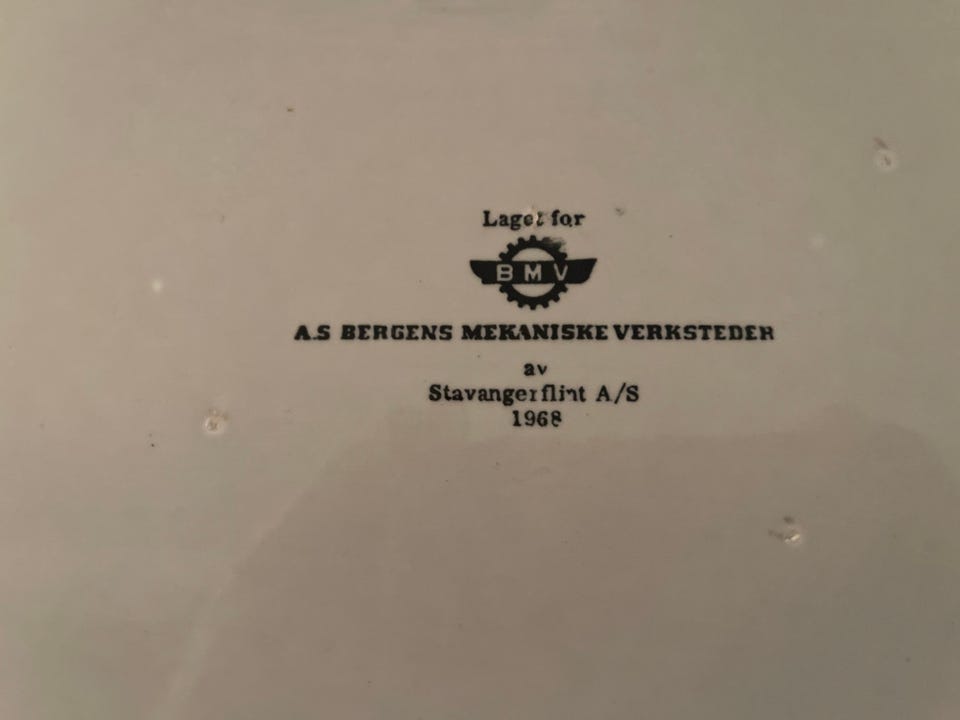 Laget for
BMV
A.S BERGENS MEKANISKE VERKSTEDER
av
Stavangerflint A/S
1968